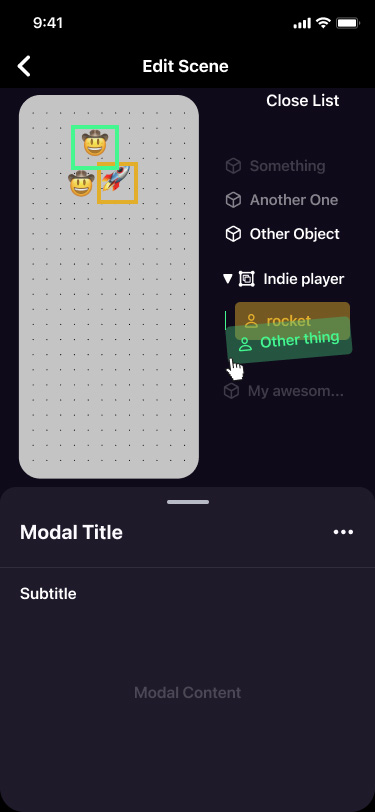 9:41
Edit Scene
Close List
Something
Another One
Other Object
Indie player
rocket
Other thing
My awesom...
Modal Title
Subtitle
Modal Content